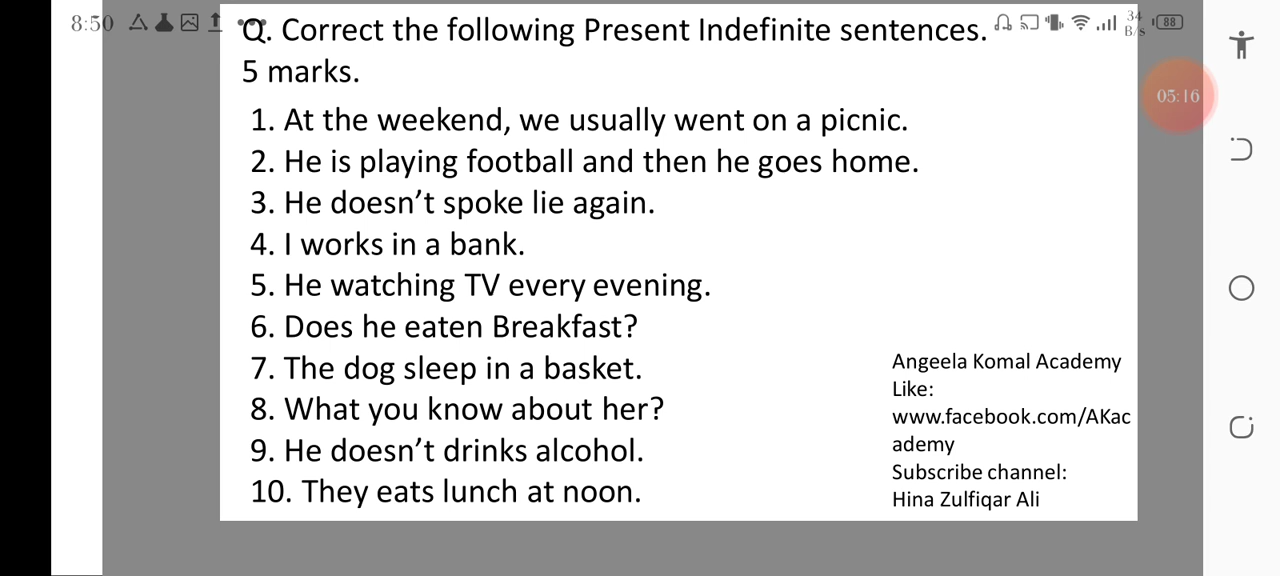 8:50
34
B/s
88
Q. Correct the following Present Indefinite sentences.
5 marks.
05:16
1. At the weekend, we usually went on a picnic.
2. He is playing football and then he goes home.
3. He doesn’t spoke lie again.
4. I works in a bank.
5. He watching TV every evening.
6. Does he eaten Breakfast?
7. The dog sleep in a basket.
8. What you know about her?
9. He doesn’t drinks alcohol.
10. They eats lunch at noon.
Angeela Komal Academy
Like:
www.facebook.com/AKac
ademy
Subscribe channel:
Hina Zulfiqar Ali